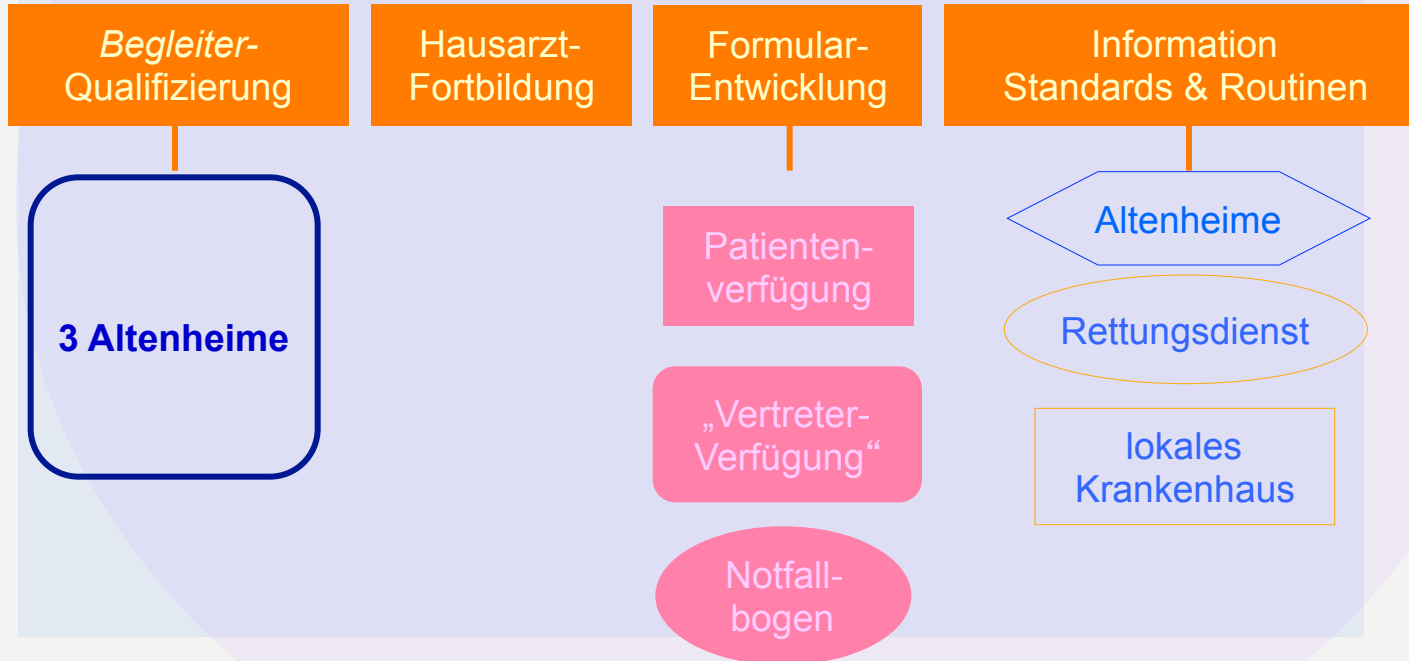 Begleiter-
Qualifizierung
Hausarzt-
Fortbildung
Formular-
Entwicklung
Information
Standards & Routinen
3 Altenheime
Patienten-
verfügung
„Vertreter-
Verfügung“
Notfall-
bogen
Altenheime
Rettungsdienst
lokales
Krankenhaus